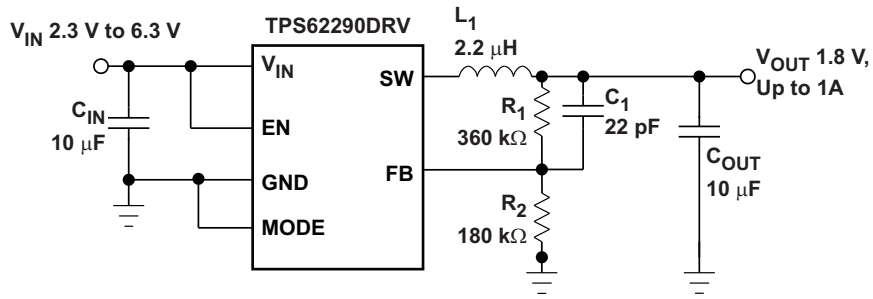 TPS62290DRV
V_IN 2.3 V to 6.3 V
V_IN
EN
GND
MODE
SW
FB
C_IN
10 μF
L_1
2.2 μH
R_1
360 kΩ
C_1
22 pF
R_2
180 kΩ
V_OUT 1.8 V,
Up to 1A
C_OUT
10 μF